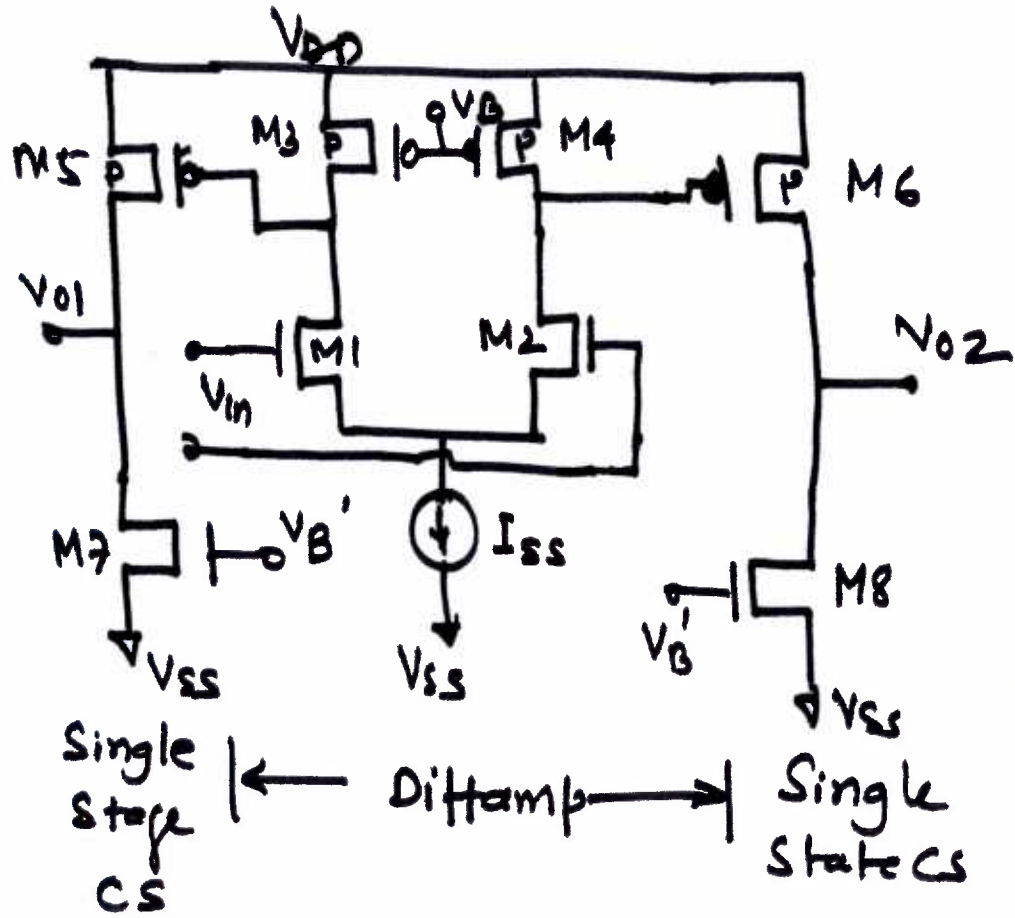 VDD
M5
P
M3
P
VB
P
M4
P
M6
Vo1
Vin
M1
M2
Vo2
M7
VB'
ISS
VB'
M8
VSS
VSS
VSS
Single
Stage
CS
Diffamp
Single
State CS